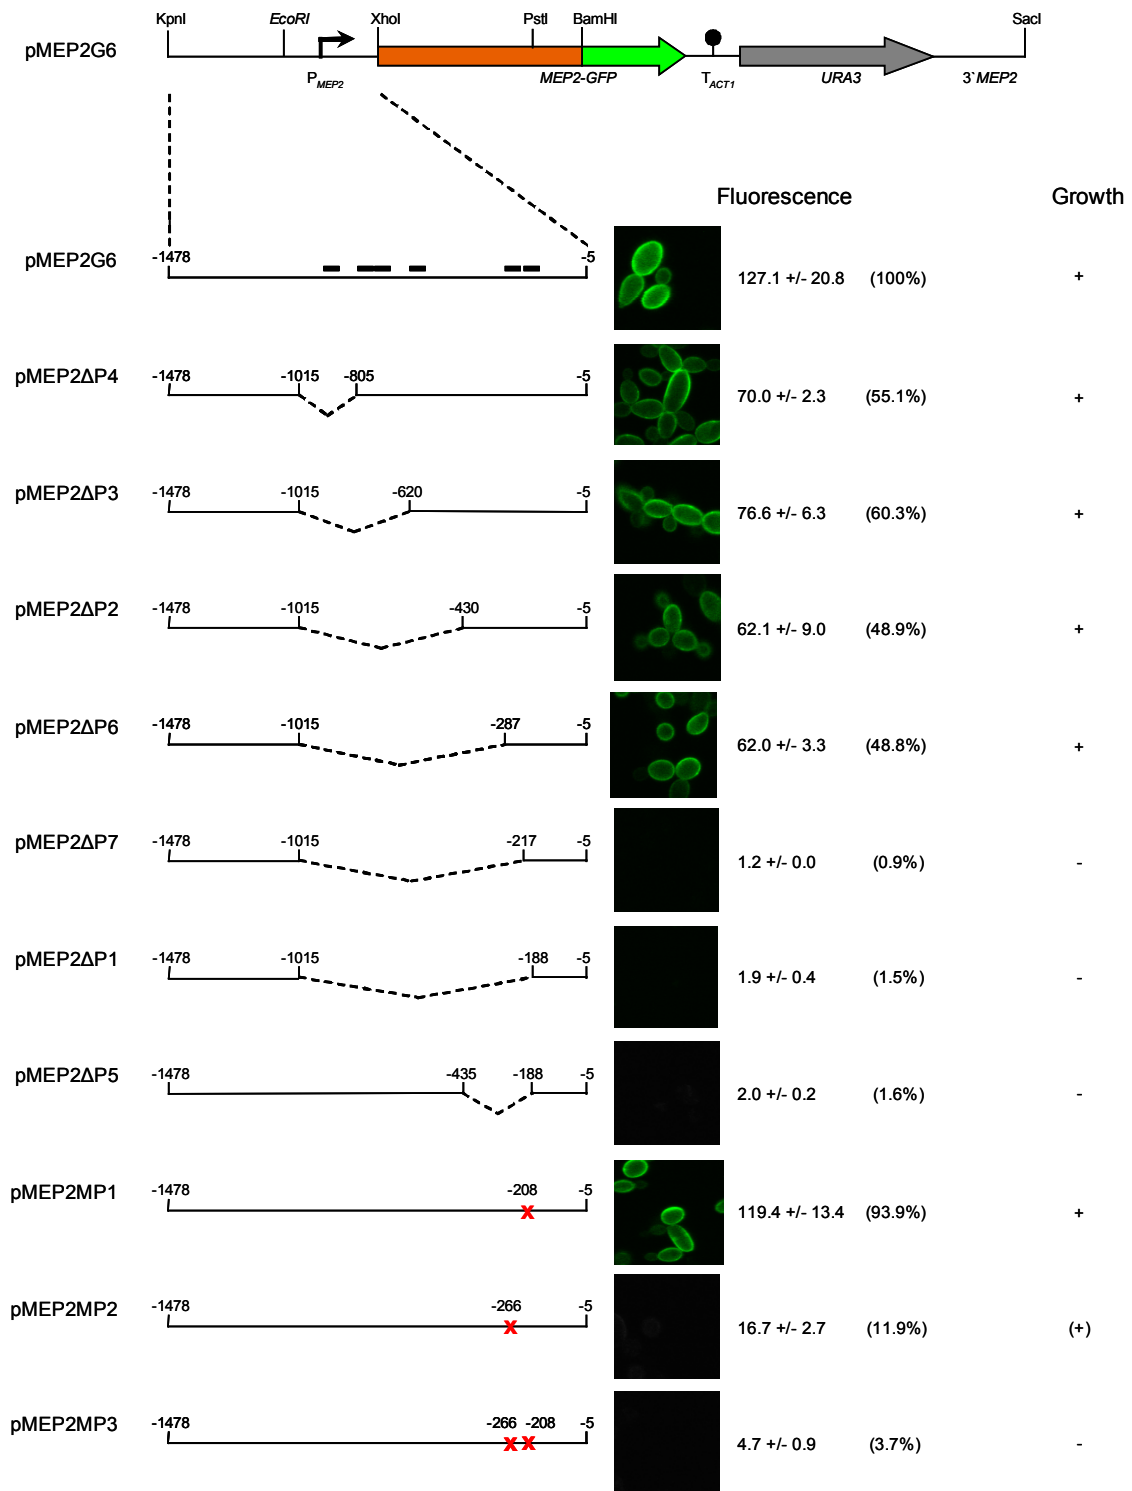 KpnI EcoRI XhoI PstI BamHI SacI
pMEP2G6
PMEP2 MEP2-GFP TACT1 URA3 3`MEP2
Fluorescence Growth
pMEP2G6 -1478 -5 127.1 +/- 20.8 (100%) +
pMEP2ΔP4 -1478 -1015 -805 -5 70.0 +/- 2.3 (55.1%) +
pMEP2ΔP3 -1478 -1015 -620 -5 76.6 +/- 6.3 (60.3%) +
pMEP2ΔP2 -1478 -1015 -430 -5 62.1 +/- 9.0 (48.9%) +
pMEP2ΔP6 -1478 -1015 -287 -5 62.0 +/- 3.3 (48.8%) +
pMEP2ΔP7 -1478 -1015 -217 -5 1.2 +/- 0.0 (0.9%) -
pMEP2ΔP1 -1478 -1015 -188 -5 1.9 +/- 0.4 (1.5%) -
pMEP2ΔP5 -1478 -435 -188 -5 2.0 +/- 0.2 (1.6%) -
pMEP2MP1 -1478 -208 -5 X 119.4 +/- 13.4 (93.9%) +
pMEP2MP2 -1478 -266 -5 X 16.7 +/- 2.7 (11.9%) (+)
pMEP2MP3 -1478 -266 -208 -5 X X 4.7 +/- 0.9 (3.7%) -